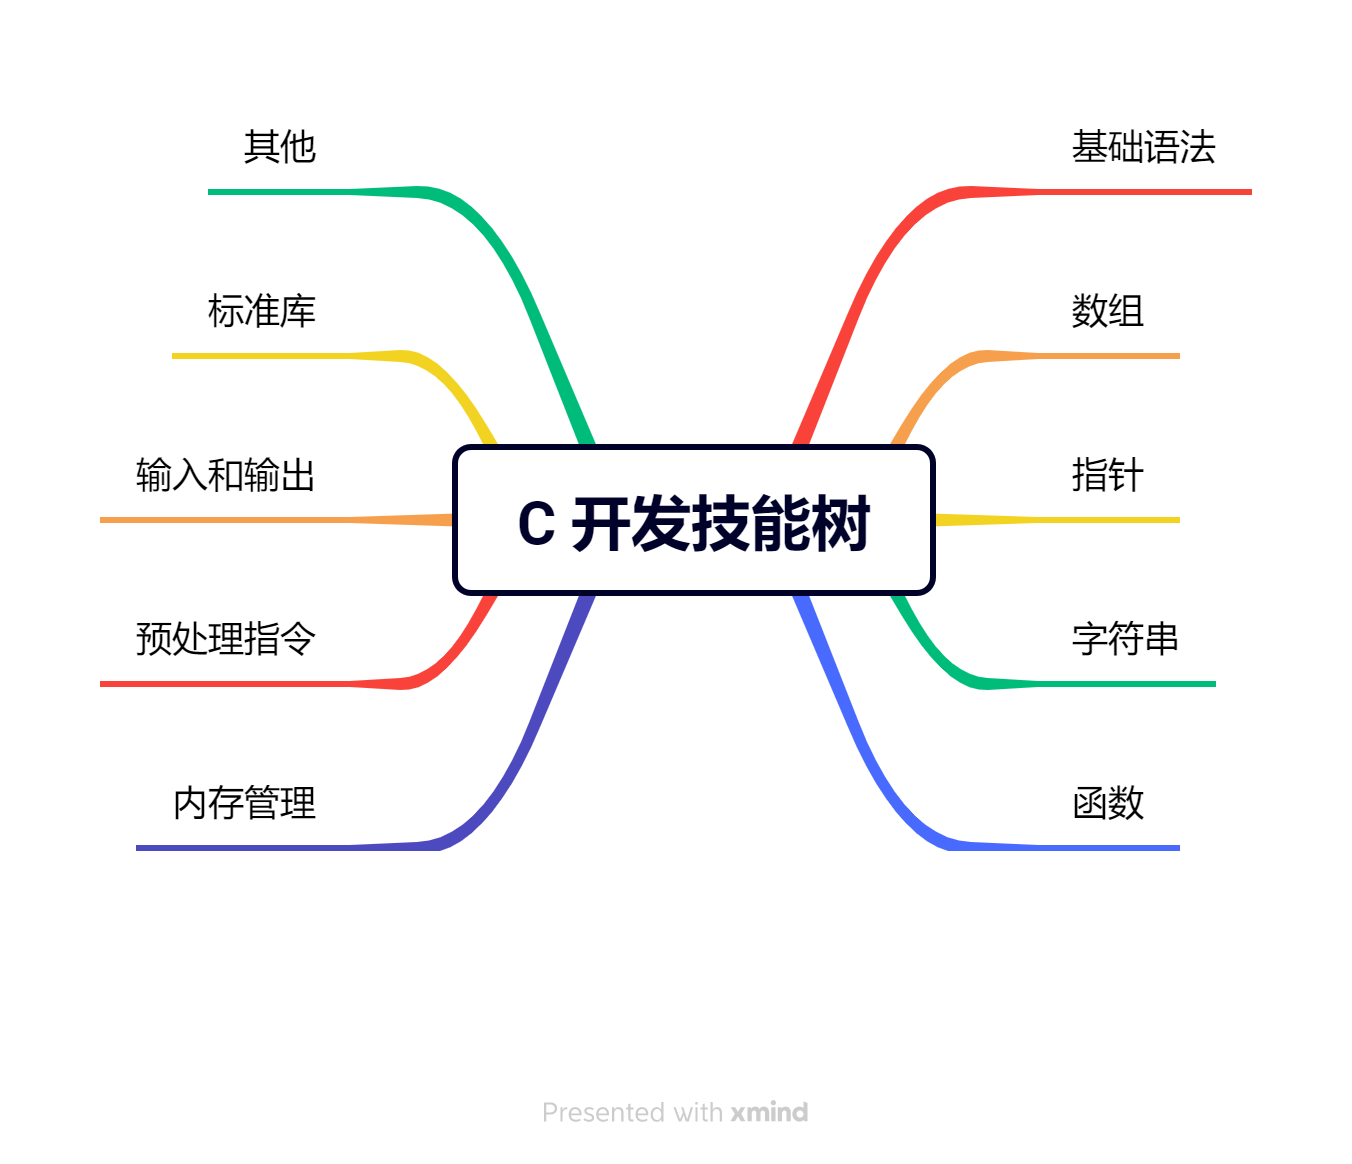 其他
标准库
输入和输出
预处理指令
内存管理
C 开发技能树
基础语法
数组
指针
字符串
函数
Presented with xmind